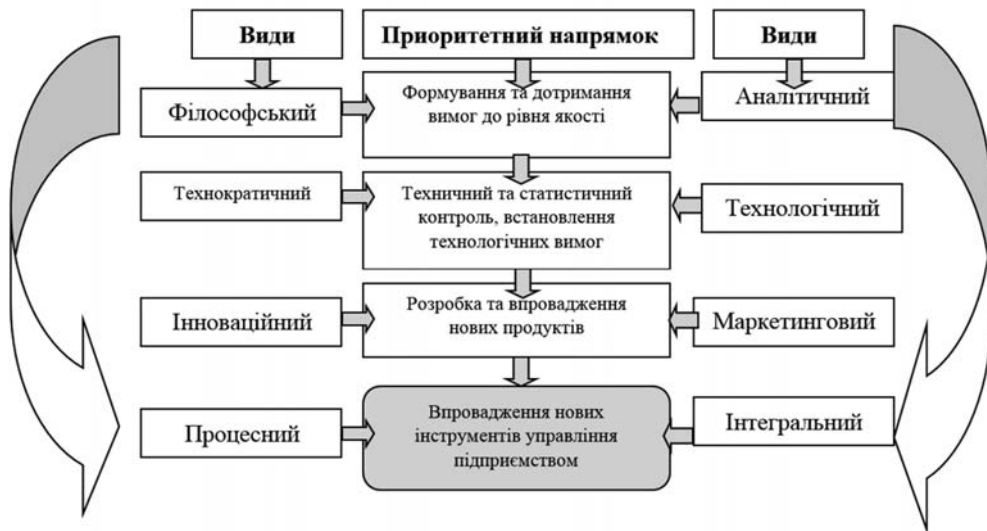 Види
Приоритетний напрямок
Види
Філософський
Формування та дотримання
вимог до рівня якості
Аналітичний
Технократичний
Техничний та статистичний
контроль, встановлення
технологічних вимог
Технологічний
Інноваційний
Розробка та впровадження
нових продуктів
Маркетинговий
Процесний
Впровадження нових
інструментів управління
підприємством
Інтегральний